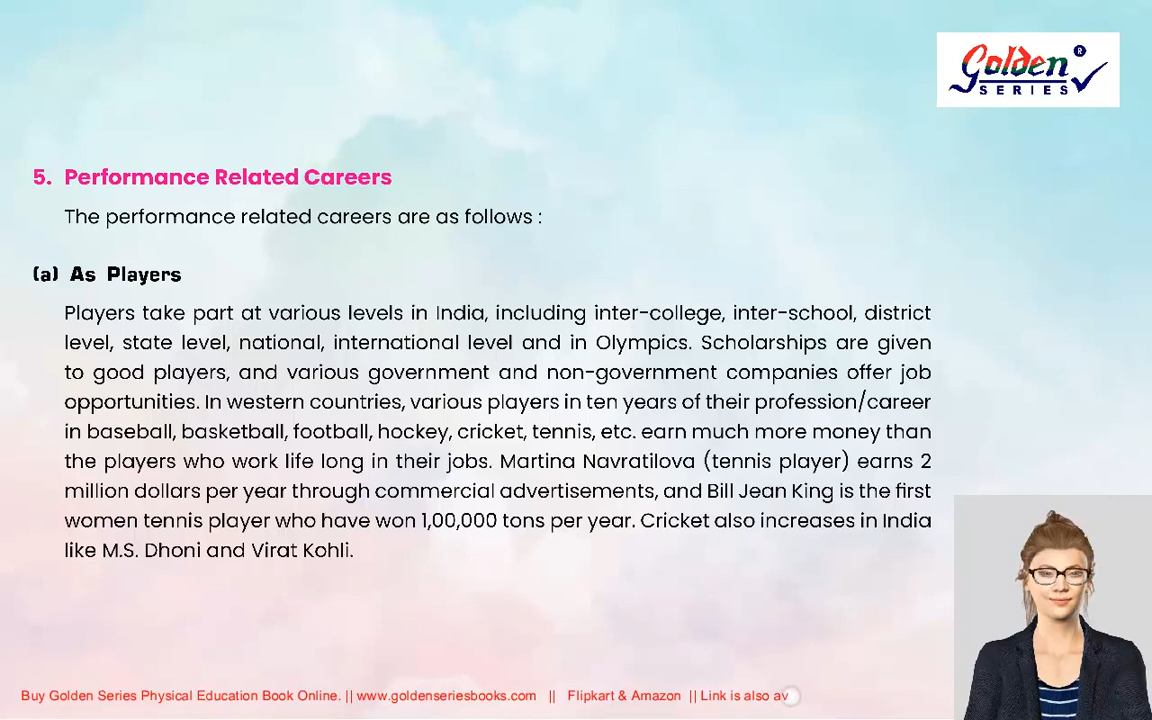 Golden ®
SERIES
5. Performance Related Careers
The performance related careers are as follows :
(a) As Players
Players take part at various levels in India, including inter-college, inter-school, district
level, state level, national, international level and in Olympics. Scholarships are given
to good players, and various government and non-government companies offer job
opportunities. In western countries, various players in ten years of their profession/career
in baseball, basketball, football, hockey, cricket, tennis, etc. earn much more money than
the players who work life long in their jobs. Martina Navratilova (tennis player) earns 2
million dollars per year through commercial advertisements, and Bill Jean King is the first
women tennis player who have won 1,00,000 tons per year. Cricket also increases in India
like M.S. Dhoni and Virat Kohli.
Buy Golden Series Physical Education Book Online. || www.goldenseriesbooks.com || Flipkart & Amazon || Link is also av